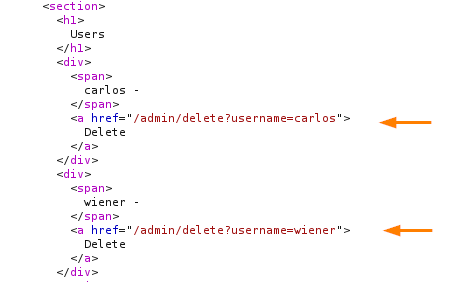 <section>
<h1>
Users
</h1>
<div>
<span>
carlos -
</span>
<a href="/admin/delete?username=carlos">
Delete
</a>
</div>
<div>
<span>
wiener -
</span>
<a href="/admin/delete?username=wiener">
Delete
</a>
</div>